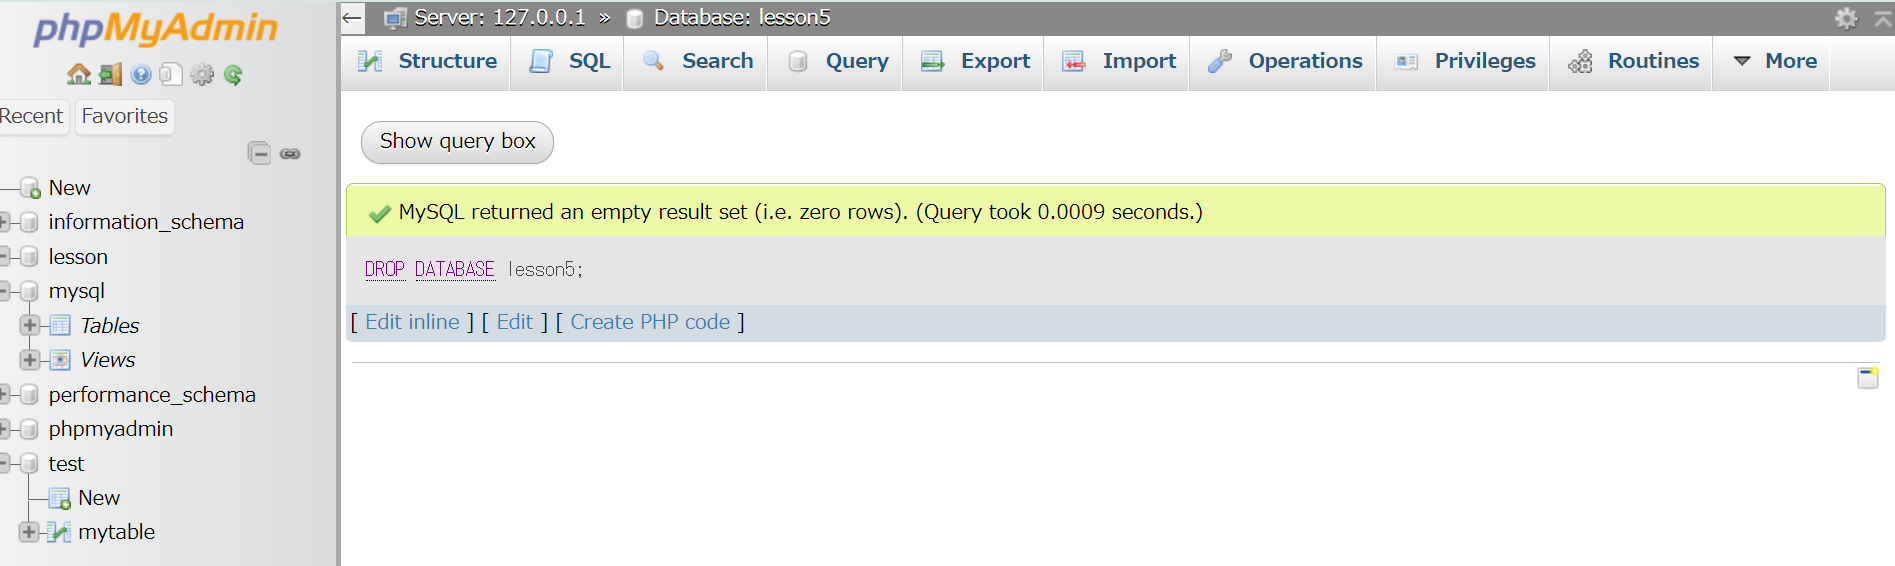 phpMyAdmin
Recent Favorites
New
information_schema
lesson
mysql
Tables
Views
performance_schema
phpmyadmin
test
New
mytable
Server: 127.0.0.1 » Database: lesson5
Structure SQL Search Query Export Import Operations Privileges Routines More
Show query box
MySQL returned an empty result set (i.e. zero rows). (Query took 0.0009 seconds.)
DROP DATABASE lesson5;
[ Edit inline ] [ Edit ] [ Create PHP code ]